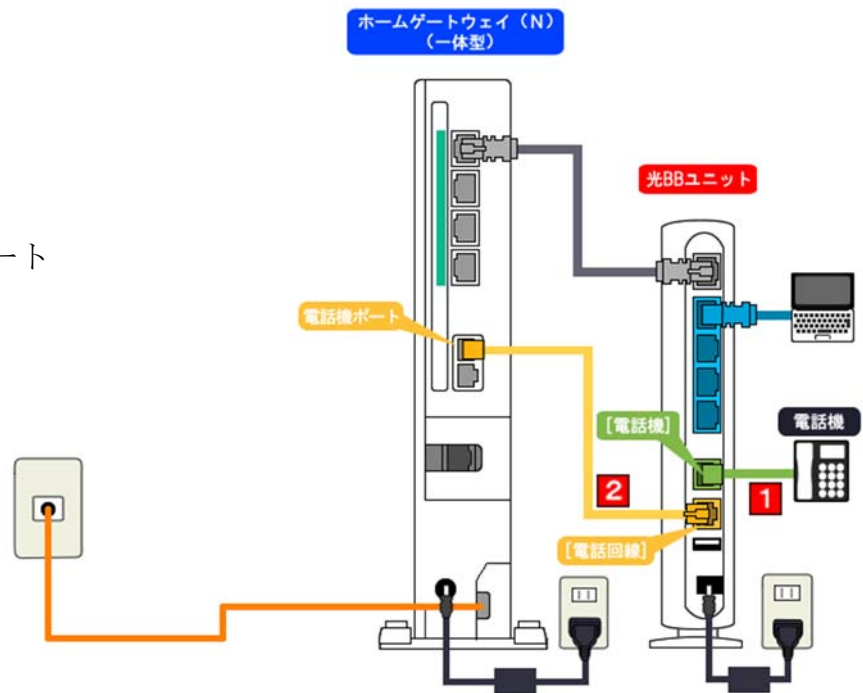 ホームゲートウェイ（N）
（一体型）
光BBユニット
ート
電話機ポート
[電話機]
電話機
2
1
[電話回線]